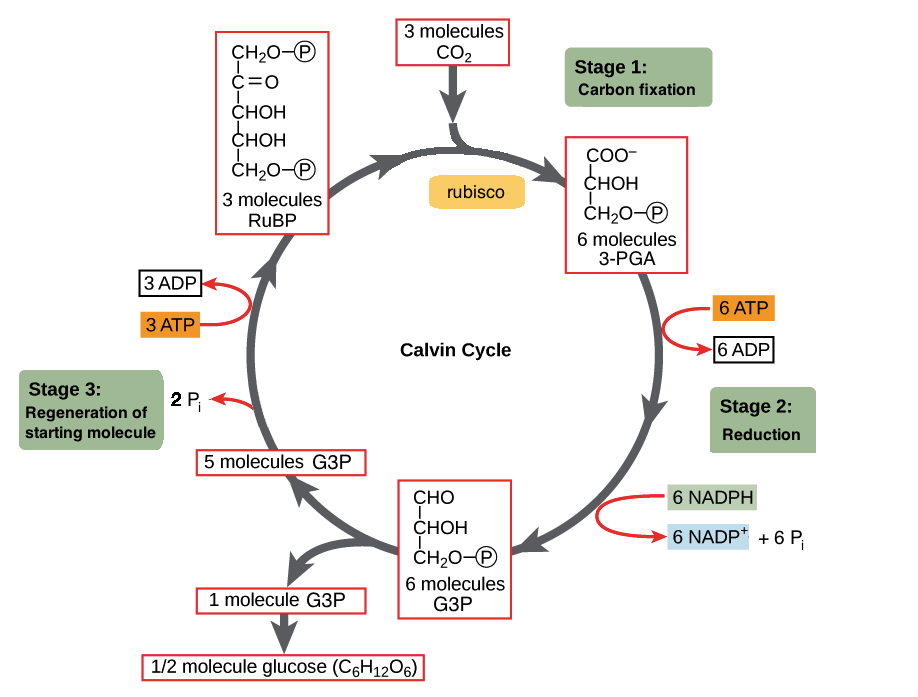 3 molecules
CO₂
Stage 1:
Carbon fixation
CH₂O—Ⓟ
C=O
CHOH
CHOH
CH₂O—Ⓟ
3 molecules
RuBP
rubisco
COO⁻
CHOH
CH₂O—Ⓟ
6 molecules
3-PGA
3 ADP
3 ATP
6 ATP
6 ADP
Calvin Cycle
Stage 3:
Regeneration of
starting molecule
2 Pᵢ
Stage 2:
Reduction
5 molecules G3P
6 NADPH
6 NADP⁺ + 6 Pᵢ
CHO
CHOH
CH₂O—Ⓟ
6 molecules
G3P
1 molecule G3P
1/2 molecule glucose (C₆H₁₂O₆)